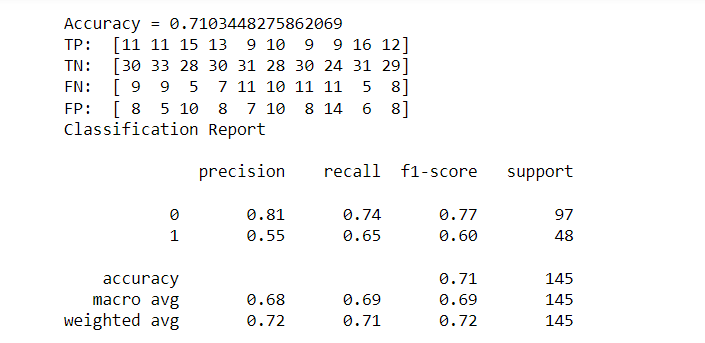 Accuracy = 0.7103448275862069
TP:  [11 11 15 13  9 10  9  9 16 12]
TN:  [30 33 28 30 31 28 30 24 31 29]
FN:  [ 9  9  5  7 11 10 11 11  5  8]
FP:  [ 8  5 10  8  7 10  8 14  6  8]
Classification Report
precision    recall  f1-score   support
0       0.81      0.74      0.77        97
1       0.55      0.65      0.60        48
accuracy                           0.71       145
macro avg       0.68      0.69      0.69       145
weighted avg       0.72      0.71      0.72       145